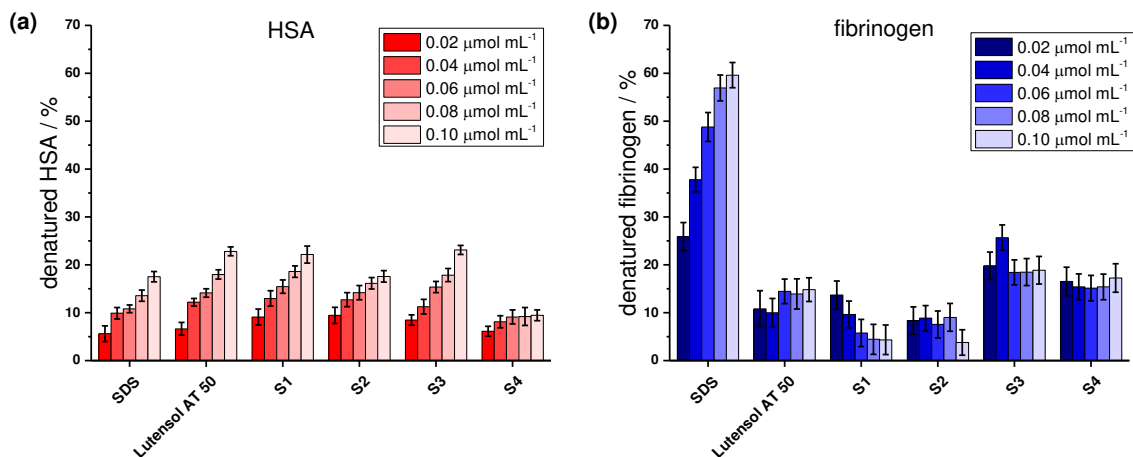 (a)
HSA
denatured HSA / %
70
60
50
40
30
20
10
0
0.02 μmol mL⁻¹
0.04 μmol mL⁻¹
0.06 μmol mL⁻¹
0.08 μmol mL⁻¹
0.10 μmol mL⁻¹
SDS
Lutensol AT 50
S1
S2
S3
S4
(b)
fibrinogen
denatured fibrinogen / %
70
60
50
40
30
20
10
0
0.02 μmol mL⁻¹
0.04 μmol mL⁻¹
0.06 μmol mL⁻¹
0.08 μmol mL⁻¹
0.10 μmol mL⁻¹
SDS
Lutensol AT 50
S1
S2
S3
S4